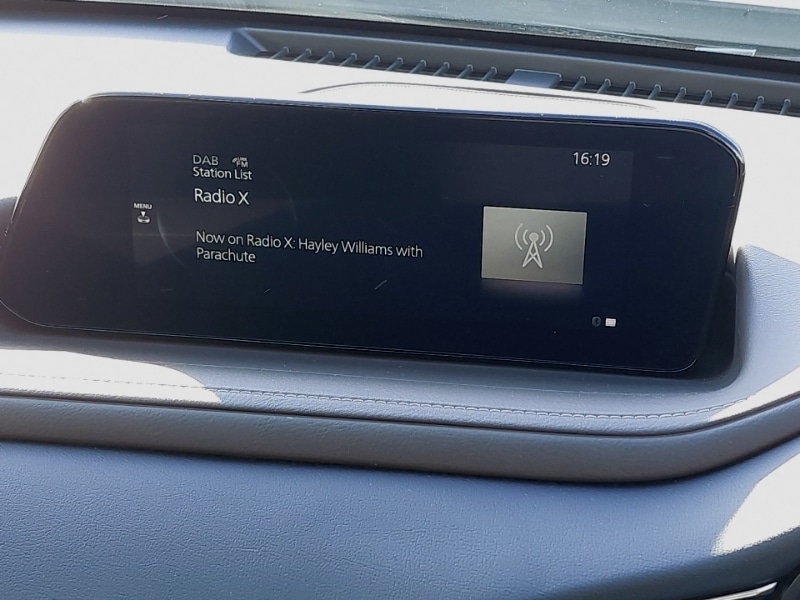 DAB FM
16:19
Station List
Radio X
MENU
Now on Radio X: Hayley Williams with
Parachute